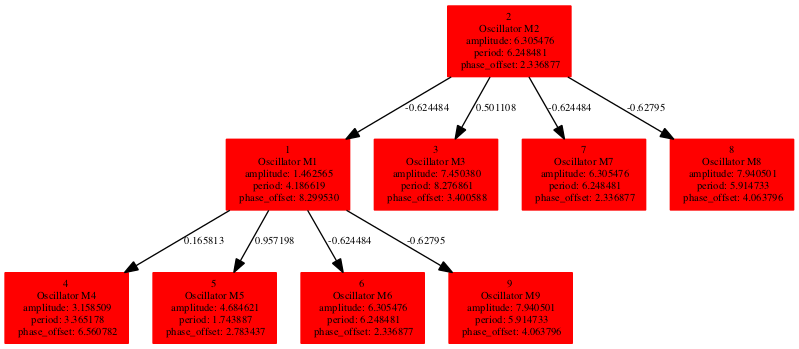 2
Oscillator M2
amplitude: 6.305476
period: 6.248481
phase_offset: 2.336877
-0.624484
0.501108
-0.624484
-0.62795
1
Oscillator M1
amplitude: 1.462565
period: 4.186619
phase_offset: 8.299530
3
Oscillator M3
amplitude: 7.450380
period: 8.276861
phase_offset: 3.400588
7
Oscillator M7
amplitude: 6.305476
period: 6.248481
phase_offset: 2.336877
8
Oscillator M8
amplitude: 7.940501
period: 5.914733
phase_offset: 4.063796
0.165813
0.957198
-0.624484
-0.62795
4
Oscillator M4
amplitude: 3.158509
period: 3.365178
phase_offset: 6.560782
5
Oscillator M5
amplitude: 4.684621
period: 1.743887
phase_offset: 2.783437
6
Oscillator M6
amplitude: 6.305476
period: 6.248481
phase_offset: 2.336877
9
Oscillator M9
amplitude: 7.940501
period: 5.914733
phase_offset: 4.063796